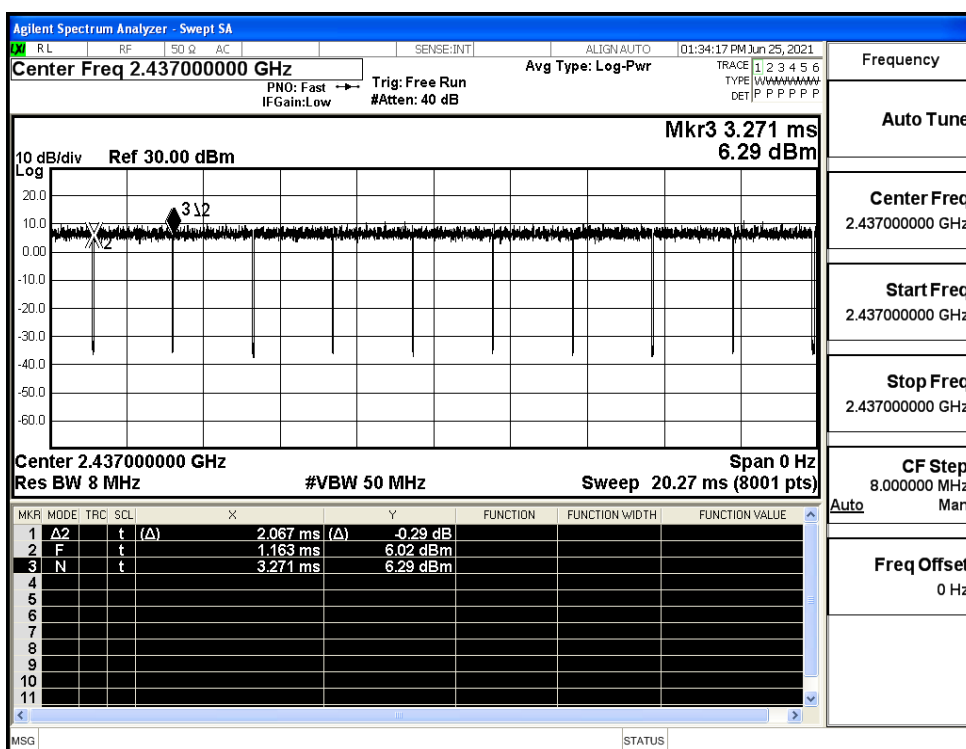 Agilent Spectrum Analyzer - Swept SA
LXI RL RF 50 Ω AC SENSE:INT ALIGN AUTO 01:34:17 PM Jun 25, 2021
Center Freq 2.437000000 GHz
PNO: Fast
IFGain:Low
Trig: Free Run
#Atten: 40 dB
Avg Type: Log-Pwr
TRACE 1 2 3 4 5 6
TYPE WWWWWW
DET P P P P P P
Mkr3 3.271 ms
6.29 dBm
10 dB/div Ref 30.00 dBm
Log
20.0
10.0
0.00
-10.0
-20.0
-30.0
-40.0
-50.0
-60.0
3Δ2
2
Center 2.437000000 GHz Span 0 Hz
Res BW 8 MHz #VBW 50 MHz Sweep 20.27 ms (8001 pts)
MKR MODE TRC SCL X Y FUNCTION FUNCTION WIDTH FUNCTION VALUE
1 Δ2 t (Δ) 2.067 ms (Δ) -0.29 dB
2 F t 1.163 ms 6.02 dBm
3 N t 3.271 ms 6.29 dBm
4
5
6
7
8
9
10
11
MSG STATUS
Frequency
Auto Tune
Center Freq
2.437000000 GHz
Start Freq
2.437000000 GHz
Stop Freq
2.437000000 GHz
CF Step
8.000000 MHz
Auto Man
Freq Offset
0 Hz